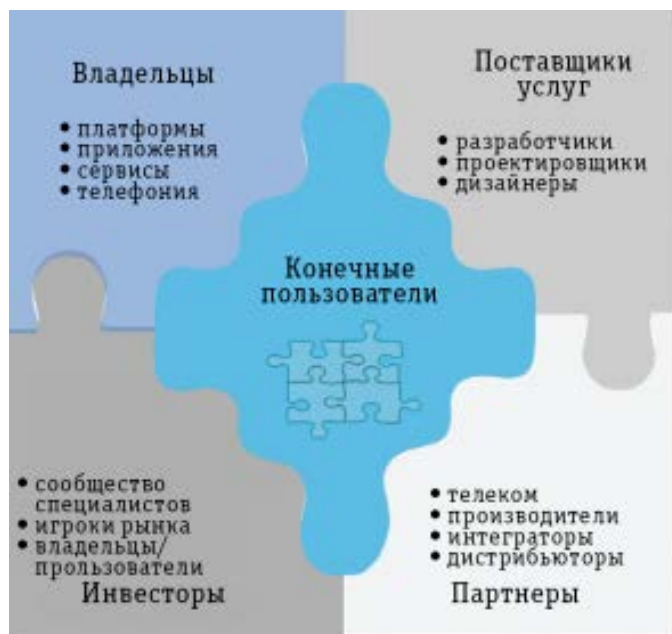 Владельцы
• платформы
• приложения
• сервисы
• телефония
Поставщики
услуг
• разработчики
• проектировщики
• дизайнеры
Конечные
пользователи
• сообщество
специалистов
• игроки рынка
• владельцы/
прользователи
Инвесторы
• телеком
• производители
• интеграторы
• дистрибьюторы
Партнеры